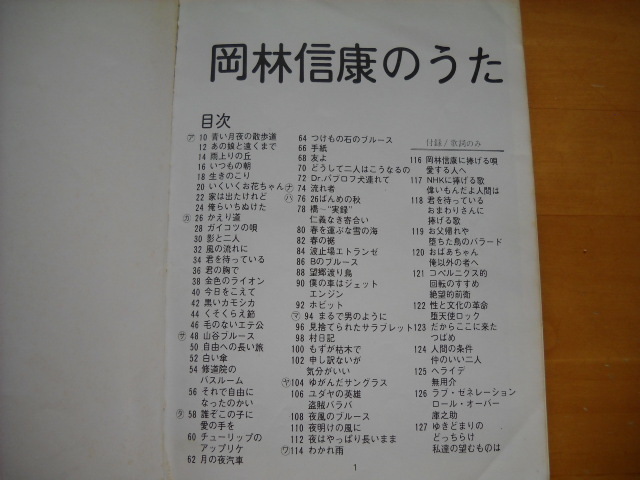 岡林信康のうた
目次
ア 10 青い月夜の散歩道
12 あの娘と遠くまで
14 雨上りの丘
16 いつもの朝
18 生きのこり
20 いくいくお花ちゃん
22 家は出たけれど
24 俺らいちぬけた
カ 26 かえり道
28 ガイコツの唄
30 影と二人
32 風の流れに
34 君を待っている
36 君の胸で
38 金色のライオン
40 今日をこえて
42 黒いカモシカ
44 くそくらえ節
46 毛のないエテ公
サ 48 山谷ブルース
50 自由への長い旅
52 白い傘
54 修道院の
バスルーム
56 それで自由に
なったのかい
タ 58 誰ぞこの子に
愛の手を
60 チューリップの
アップリケ
62 月の夜汽車
64 つけもの石のブルース
66 手紙
68 友よ
70 どうして二人はこうなるの
72 Dr.パブロフ犬連れて
ナ 74 流れ者
ハ 76 26ばんめの秋
78 橋―“実録”
仁義なき寄合い
80 春を運ぶな雪の海
82 春の裾
84 波止場エトランゼ
86 Bのブルース
88 望郷渡り鳥
90 僕の車はジェット
エンジン
92 ホビット
マ 94 まるで男のように
96 見捨てられたサラブレット
98 村日記
100 もずが枯木で
102 申し訳ないが
気分がいい
ヤ 104 ゆがんだサングラス
106 ユダヤの英雄
盗賊バラバ
108 夜風のブルース
110 夜明けの風に
112 夜はやっぱり長いまま
ワ 114 わかれ雨
付録/歌詞のみ
116 岡林信康に捧げる唄
愛する人へ
117 NHKに捧げる歌
偉いもんだよ人間は
118 君を待っている
おまわりさんに
捧げる歌
119 お父帰れや
堕ちた鳥のバラード
120 おばあちゃん
俺以外の者へ
121 コペルニクス的
回転のすすめ
絶望的前衛
122 性と文化の革命
堕天使ロック
123 だからここに来た
つばめ
124 人間の条件
仲のいい二人
125 ヘライデ
無用介
126 ラブ・ゼネレーション
ロール・オーバー
庫之助
127 ゆきどまりの
どっちらけ
私達の望むものは
1